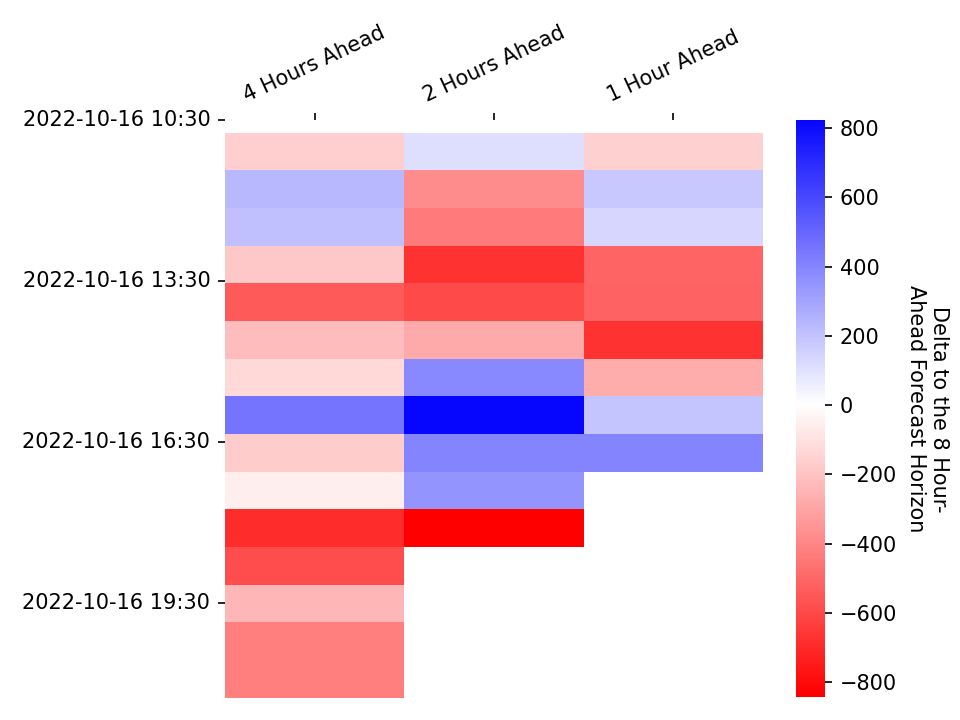 4 Hours Ahead
2 Hours Ahead
1 Hour Ahead
2022-10-16 10:30
2022-10-16 13:30
2022-10-16 16:30
2022-10-16 19:30
800
600
400
200
0
−200
−400
−600
−800
Delta to the 8 Hour-
Ahead Forecast Horizon